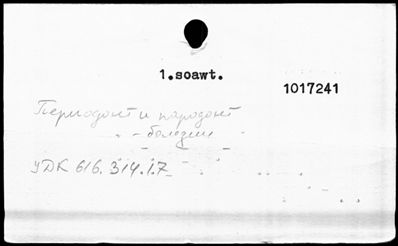 1.soawt.
1017241
Периодонт и пародонт
" - болезни
УДК 616.314.17